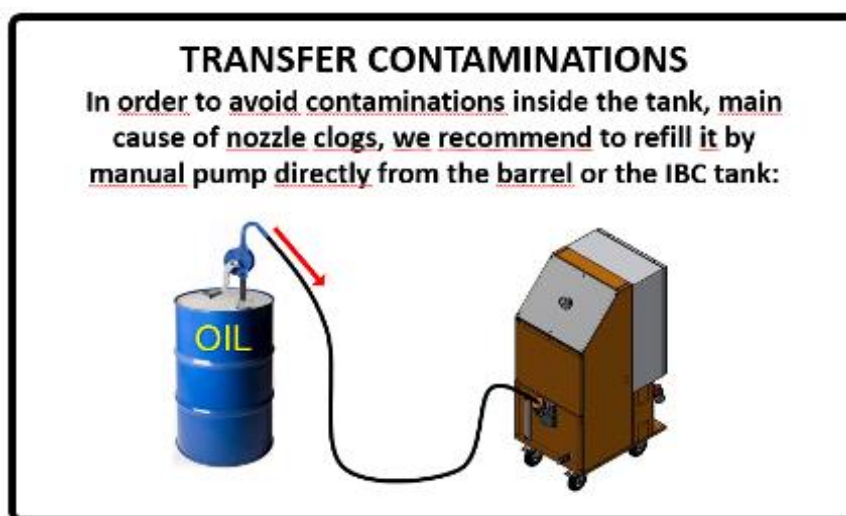 TRANSFER CONTAMINATIONS
In order to avoid contaminations inside the tank, main
cause of nozzle clogs, we recommend to refill it by
manual pump directly from the barrel or the IBC tank:
OIL